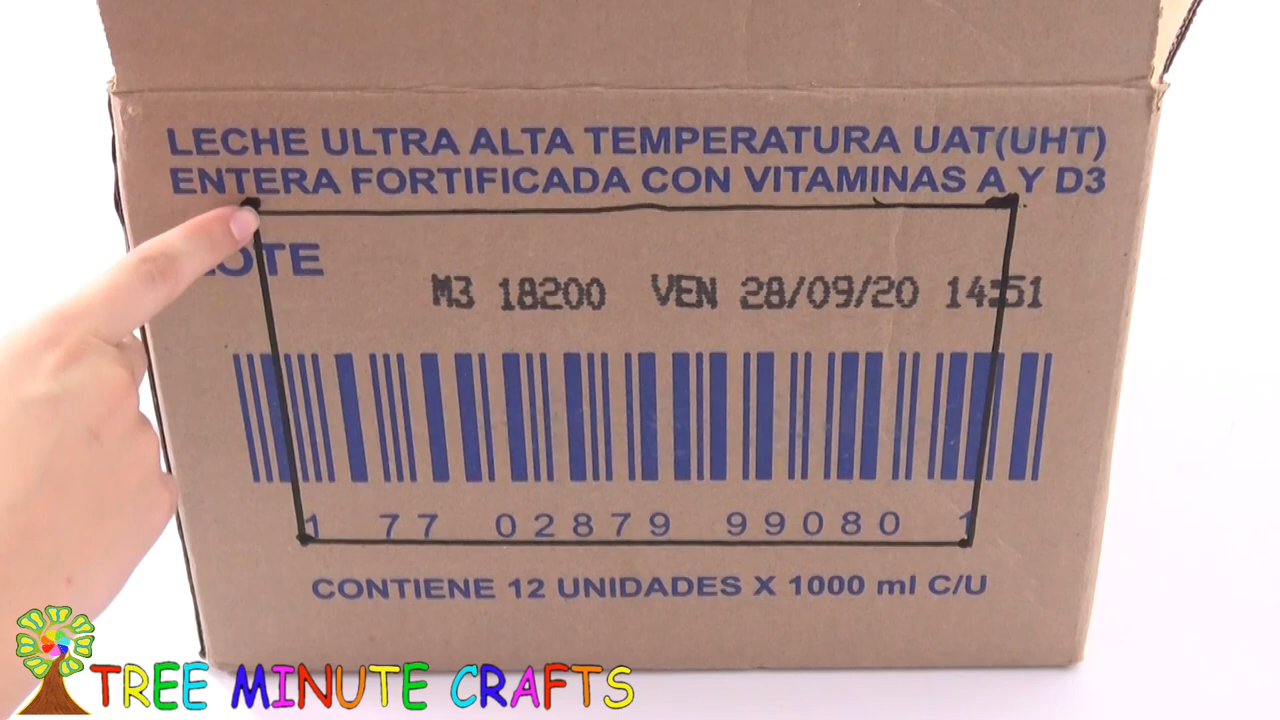 LECHE ULTRA ALTA TEMPERATURA UAT(UHT)
ENTERA FORTIFICADA CON VITAMINAS A Y D3
LOTE
M3 18200 VEN 28/09/20 14:51
1 77 02879 99080 1
CONTIENE 12 UNIDADES X 1000 ml C/U
TREE MINUTE CRAFTS